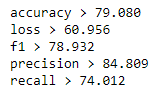 accuracy > 79.080
loss > 60.956
f1 > 78.932
precision > 84.809
recall > 74.012